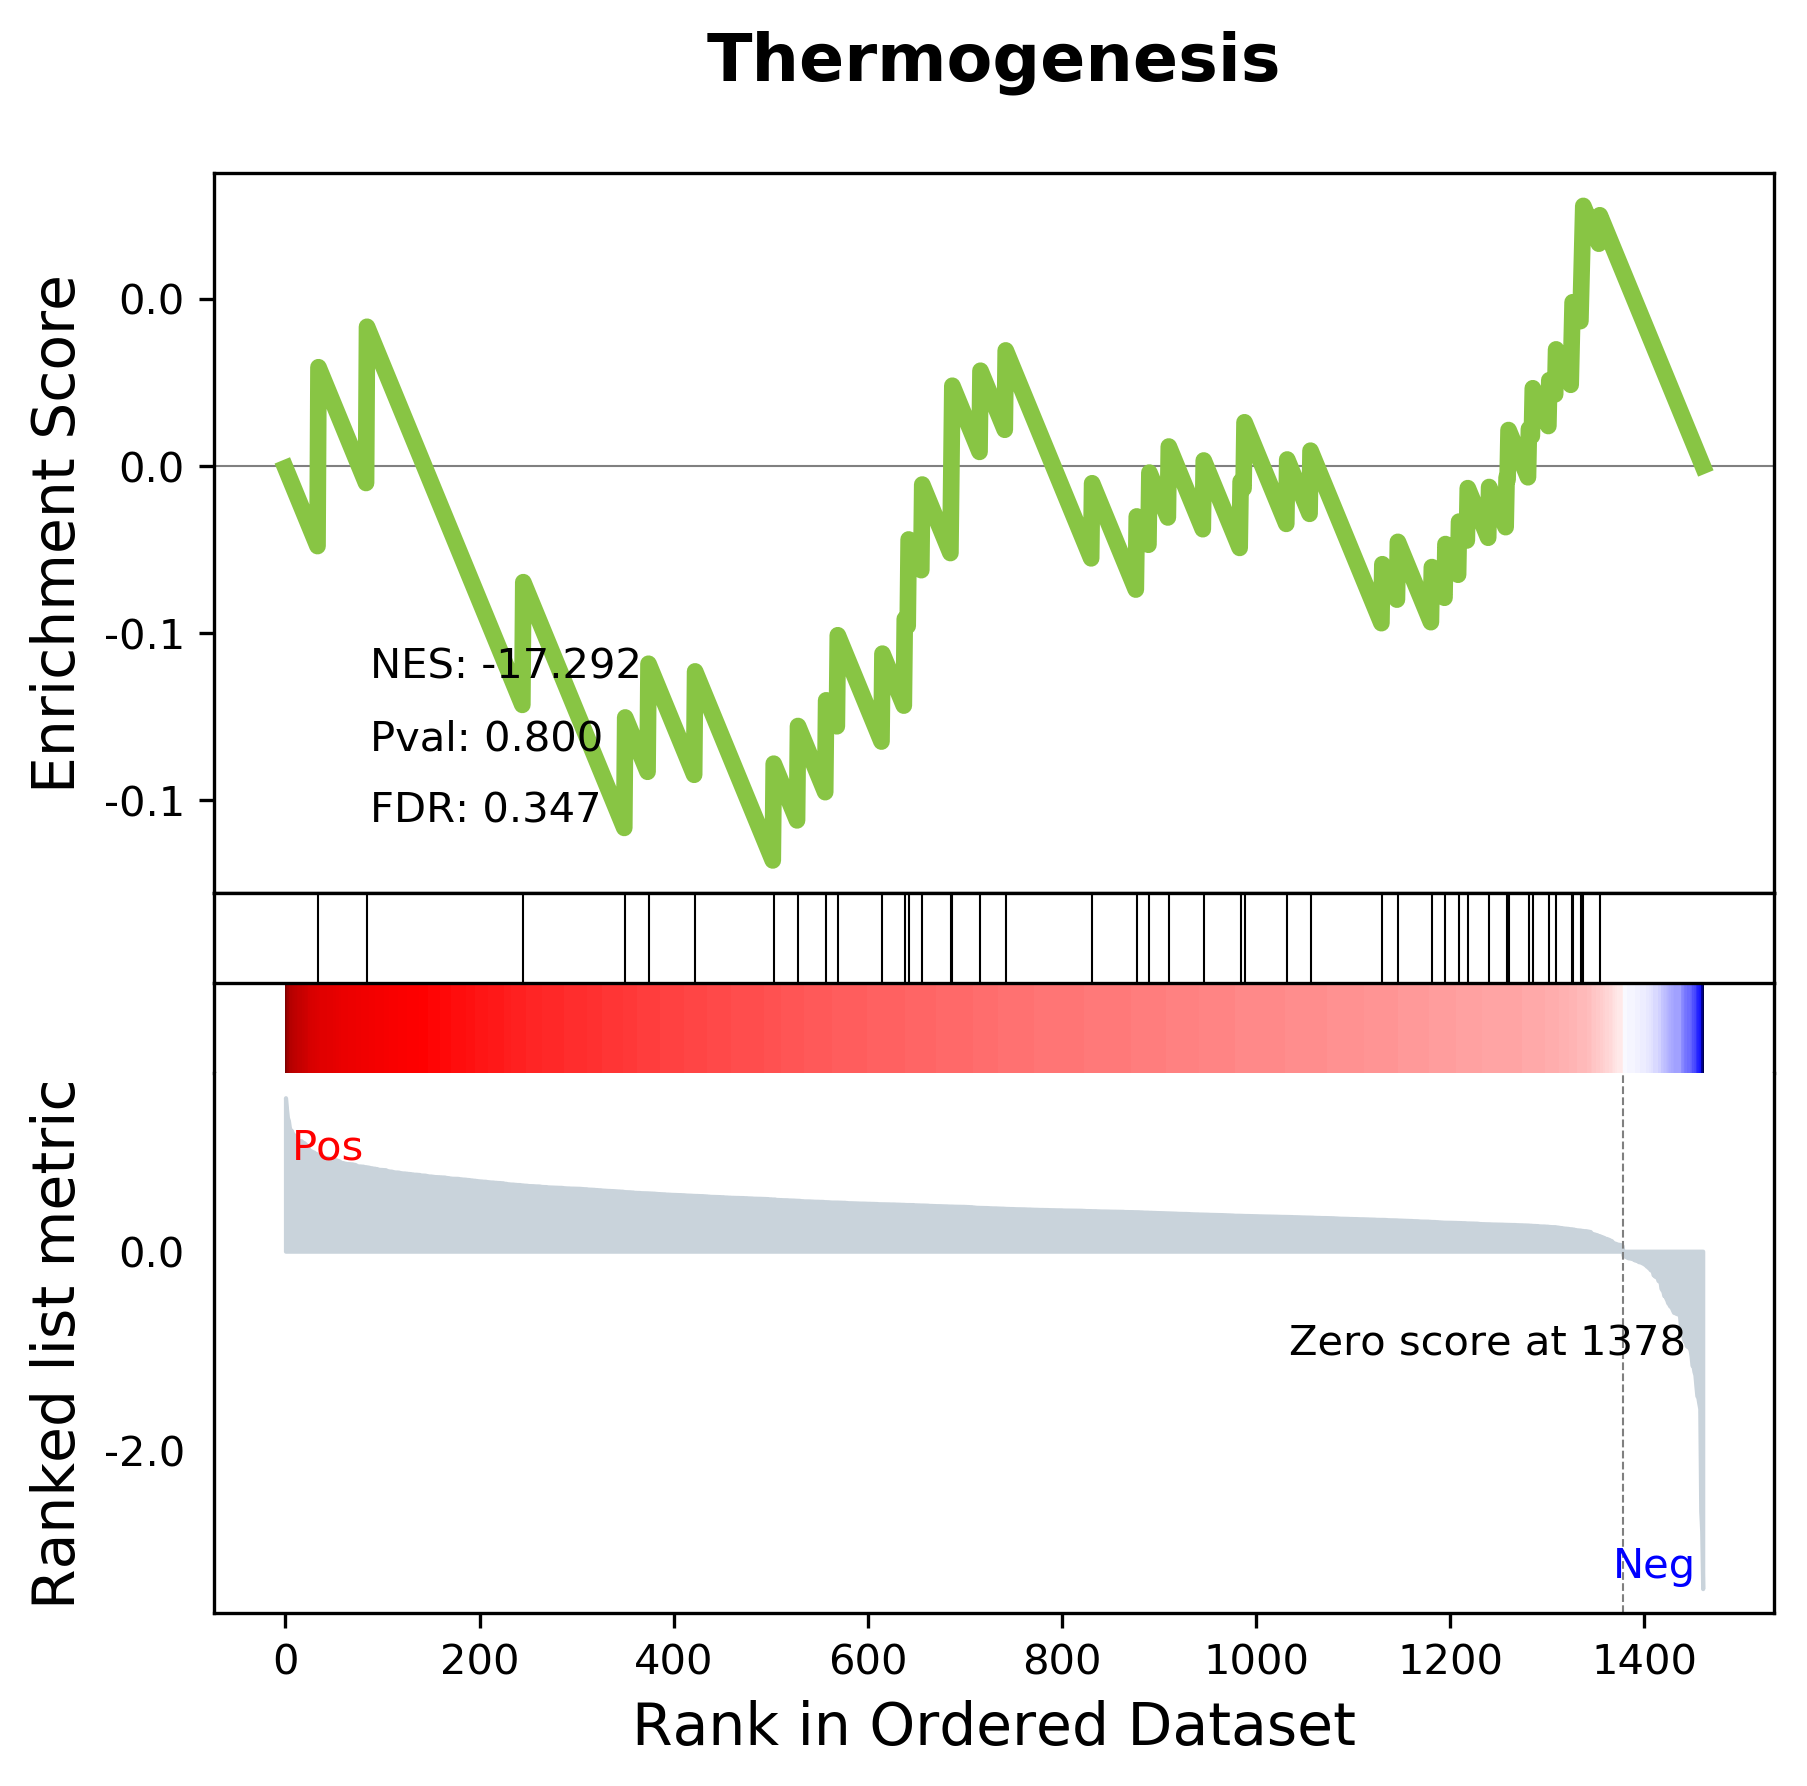 Thermogenesis
Enrichment Score
0.0
0.0
-0.1
-0.1
NES: -17.292
Pval: 0.800
FDR: 0.347
Ranked list metric
Pos
0.0
Zero score at 1378
-2.0
Neg
0 200 400 600 800 1000 1200 1400
Rank in Ordered Dataset